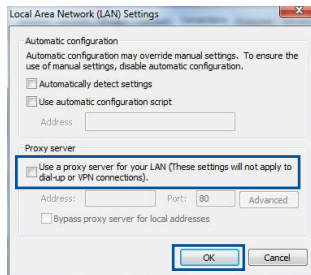 Local Area Network (LAN) Settings
Automatic configuration
Automatic configuration may override manual settings. To ensure the
use of manual settings, disable automatic configuration.
Automatically detect settings
Use automatic configuration script
Address
Proxy server
Use a proxy server for your LAN (These settings will not apply to
dial-up or VPN connections).
Address: Port: 80 Advanced
Bypass proxy server for local addresses
OK Cancel